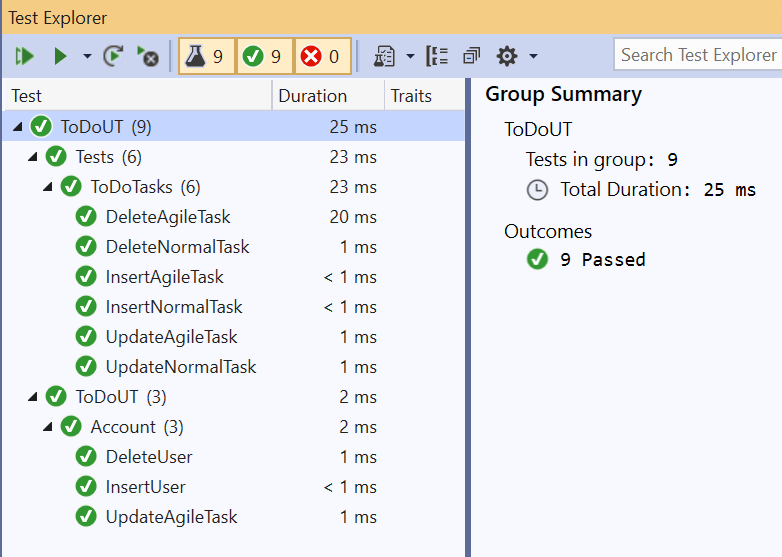 Test Explorer
9 9 0 Search Test Explorer
Test Duration Traits
ToDoUT (9) 25 ms
Tests (6) 23 ms
ToDoTasks (6) 23 ms
DeleteAgileTask 20 ms
DeleteNormalTask 1 ms
InsertAgileTask < 1 ms
InsertNormalTask < 1 ms
UpdateAgileTask 1 ms
UpdateNormalTask 1 ms
ToDoUT (3) 2 ms
Account (3) 2 ms
DeleteUser 1 ms
InsertUser < 1 ms
UpdateAgileTask 1 ms
Group Summary
ToDoUT
Tests in group: 9
Total Duration: 25 ms
Outcomes
9 Passed